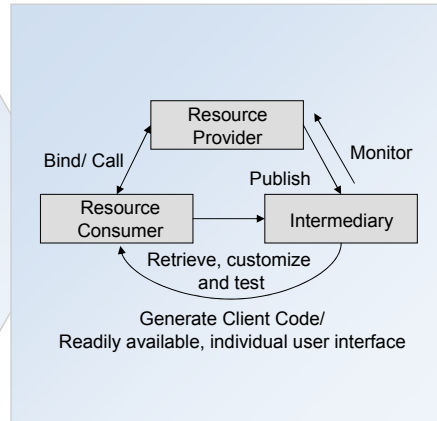 Resource
Provider
Bind/ Call
Monitor
Publish
Resource
Consumer
Intermediary
Retrieve, customize
and test
Generate Client Code/
Readily available, individual user interface